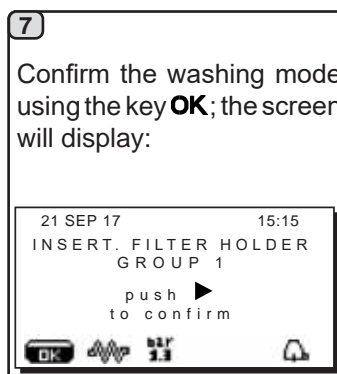 7
Confirm the washing mode
using the key OK; the screen
will display:
21 SEP 17 15:15
INSERT. FILTER HOLDER
GROUP 1
push ▶
to confirm
OK bar
1.1